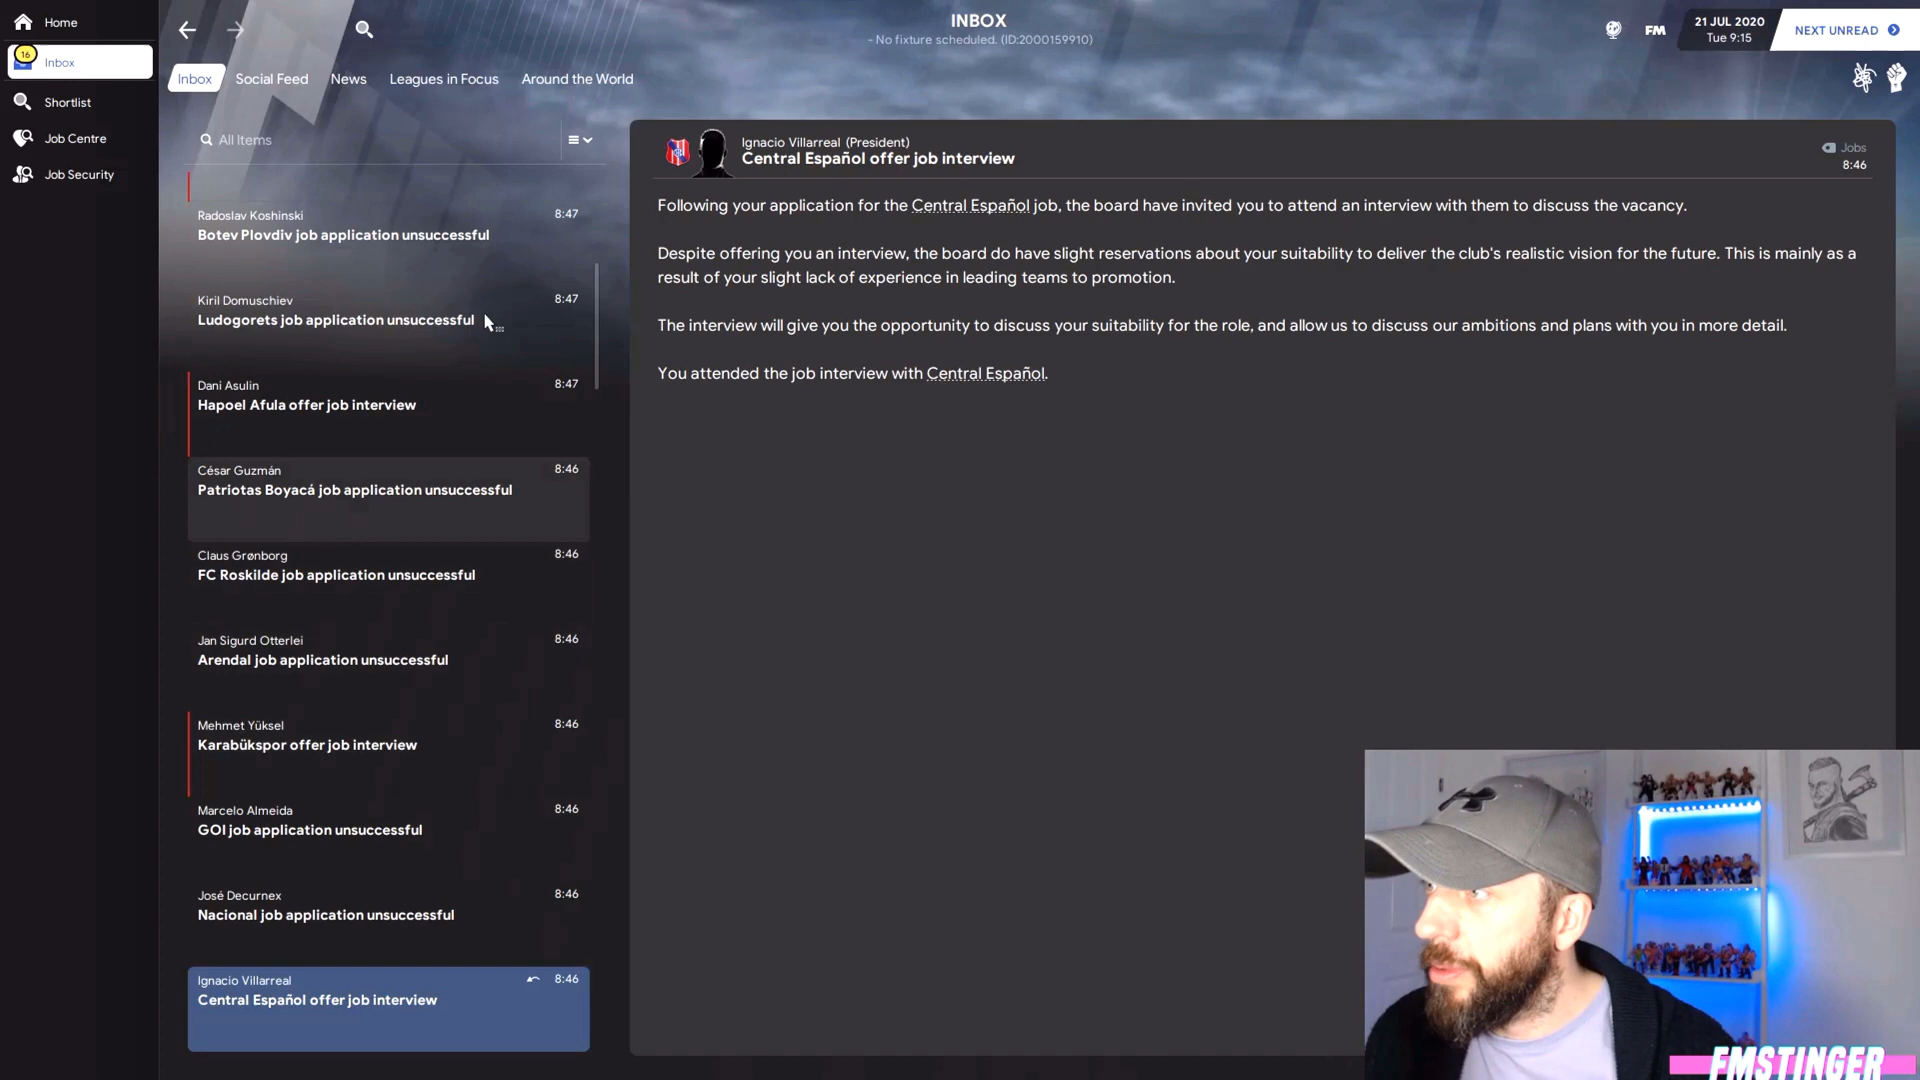 Home
16
Inbox
Shortlist
Job Centre
Job Security
INBOX
- No fixture scheduled. (ID:2000159910)
FM
21 JUL 2020
Tue 9:15
NEXT UNREAD
Inbox
Social Feed
News
Leagues in Focus
Around the World
All Items
Radoslav Koshinski
8:47
Botev Plovdiv job application unsuccessful
Kiril Domuschiev
8:47
Ludogorets job application unsuccessful
Dani Asulin
8:47
Hapoel Afula offer job interview
César Guzmán
8:46
Patriotas Boyacá job application unsuccessful
Claus Grønborg
8:46
FC Roskilde job application unsuccessful
Jan Sigurd Otterlei
8:46
Arendal job application unsuccessful
Mehmet Yüksel
8:46
Karabükspor offer job interview
Marcelo Almeida
8:46
GOI job application unsuccessful
José Decurnex
8:46
Nacional job application unsuccessful
Ignacio Villarreal
8:46
Central Español offer job interview
Ignacio Villarreal (President)
Central Español offer job interview
Jobs
8:46
Following your application for the Central Español job, the board have invited you to attend an interview with them to discuss the vacancy.
Despite offering you an interview, the board do have slight reservations about your suitability to deliver the club's realistic vision for the future. This is mainly as a
result of your slight lack of experience in leading teams to promotion.
The interview will give you the opportunity to discuss your suitability for the role, and allow us to discuss our ambitions and plans with you in more detail.
You attended the job interview with Central Español.
FMSTINGER